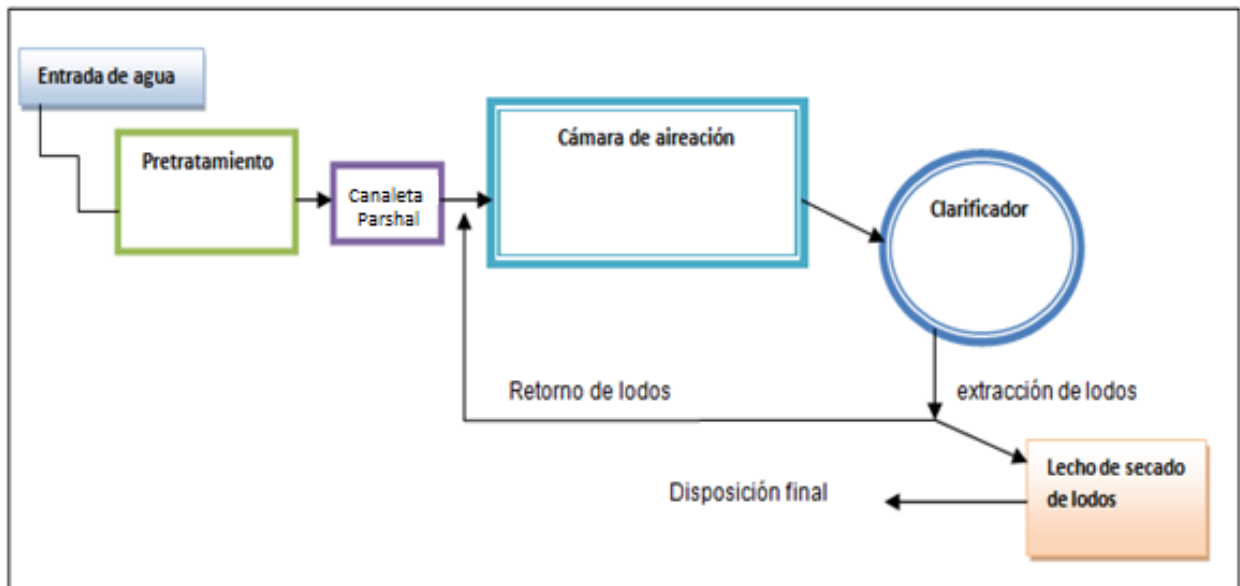 Entrada de agua
Pretratamiento
Canaleta
Parshal
Cámara de aireación
Clarificador
Retorno de lodos
extracción de lodos
Lecho de secado
de lodos
Disposición final